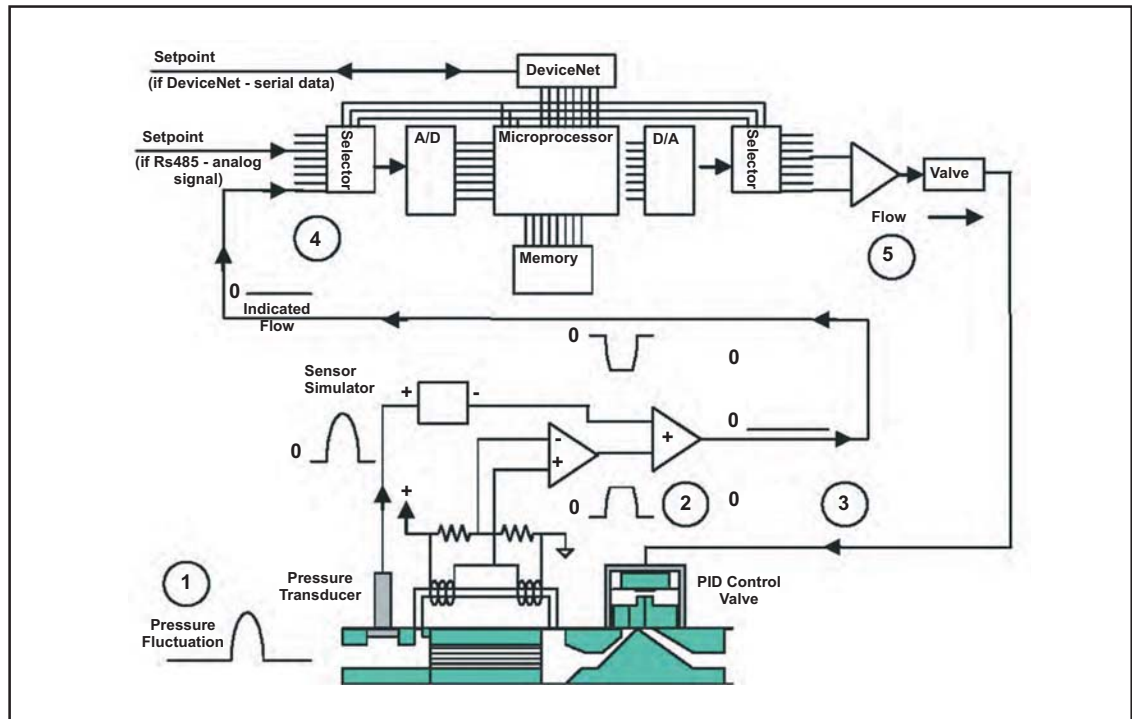 Setpoint
(if DeviceNet - serial data)
DeviceNet
Setpoint
(if Rs485 - analog
signal)
Selector
A/D
Microprocessor
D/A
Selector
Valve
Flow
4
5
Memory
0
Indicated
Flow
0
0
Sensor
Simulator
+
-
0
0
-
+
+
+
0
2
0
3
1
Pressure
Transducer
PID Control
Valve
Pressure
Fluctuation